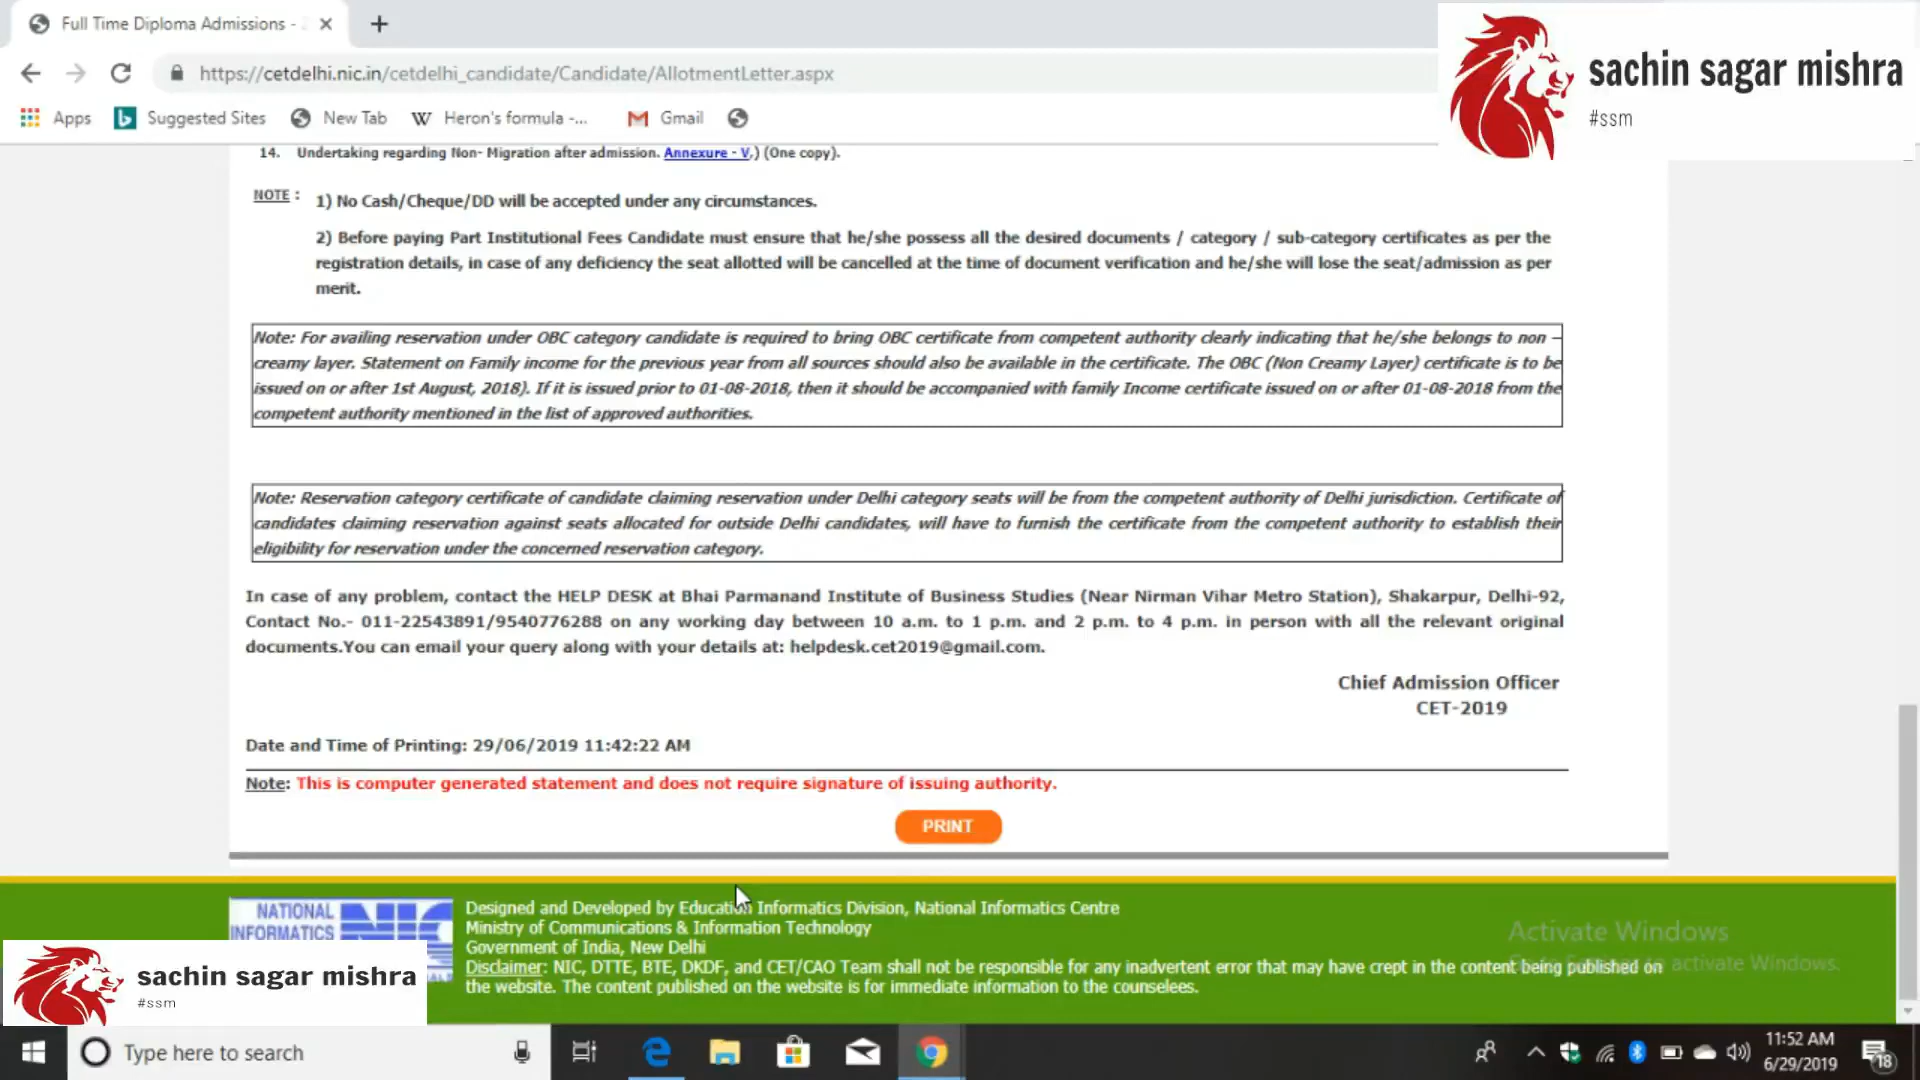 Full Time Diploma Admissions -
https://cetdelhi.nic.in/cetdelhi_candidate/Candidate/AllotmentLetter.aspx
sachin sagar mishra
#ssm
Apps Suggested Sites New Tab Heron's formula -... Gmail
14. Undertaking regarding Non- Migration after admission. Annexure - V.) (One copy).
NOTE : 1) No Cash/Cheque/DD will be accepted under any circumstances.
2) Before paying Part Institutional Fees Candidate must ensure that he/she possess all the desired documents / category / sub-category certificates as per the
registration details, in case of any deficiency the seat allotted will be cancelled at the time of document verification and he/she will lose the seat/admission as per
merit.
Note: For availing reservation under OBC category candidate is required to bring OBC certificate from competent authority clearly indicating that he/she belongs to non –
creamy layer. Statement on Family income for the previous year from all sources should also be available in the certificate. The OBC (Non Creamy Layer) certificate is to be
issued on or after 1st August, 2018). If it is issued prior to 01-08-2018, then it should be accompanied with family Income certificate issued on or after 01-08-2018 from the
competent authority mentioned in the list of approved authorities.
Note: Reservation category certificate of candidate claiming reservation under Delhi category seats will be from the competent authority of Delhi jurisdiction. Certificate of
candidates claiming reservation against seats allocated for outside Delhi candidates, will have to furnish the certificate from the competent authority to establish their
eligibility for reservation under the concerned reservation category.
In case of any problem, contact the HELP DESK at Bhai Parmanand Institute of Business Studies (Near Nirman Vihar Metro Station), Shakarpur, Delhi-92,
Contact No.- 011-22543891/9540776288 on any working day between 10 a.m. to 1 p.m. and 2 p.m. to 4 p.m. in person with all the relevant original
documents.You can email your query along with your details at: helpdesk.cet2019@gmail.com.
Chief Admission Officer
CET-2019
Date and Time of Printing: 29/06/2019 11:42:22 AM
Note: This is computer generated statement and does not require signature of issuing authority.
PRINT
NATIONAL
INFORMATICS
NIC
Designed and Developed by Education Informatics Division, National Informatics Centre
Ministry of Communications & Information Technology
Government of India, New Delhi
Disclaimer: NIC, DTTE, BTE, DKDF, and CET/CAO Team shall not be responsible for any inadvertent error that may have crept in the content being published on
the website. The content published on the website is for immediate information to the counselees.
Activate Windows
activate Windows.
sachin sagar mishra
#ssm
Type here to search
11:52 AM
6/29/2019
18